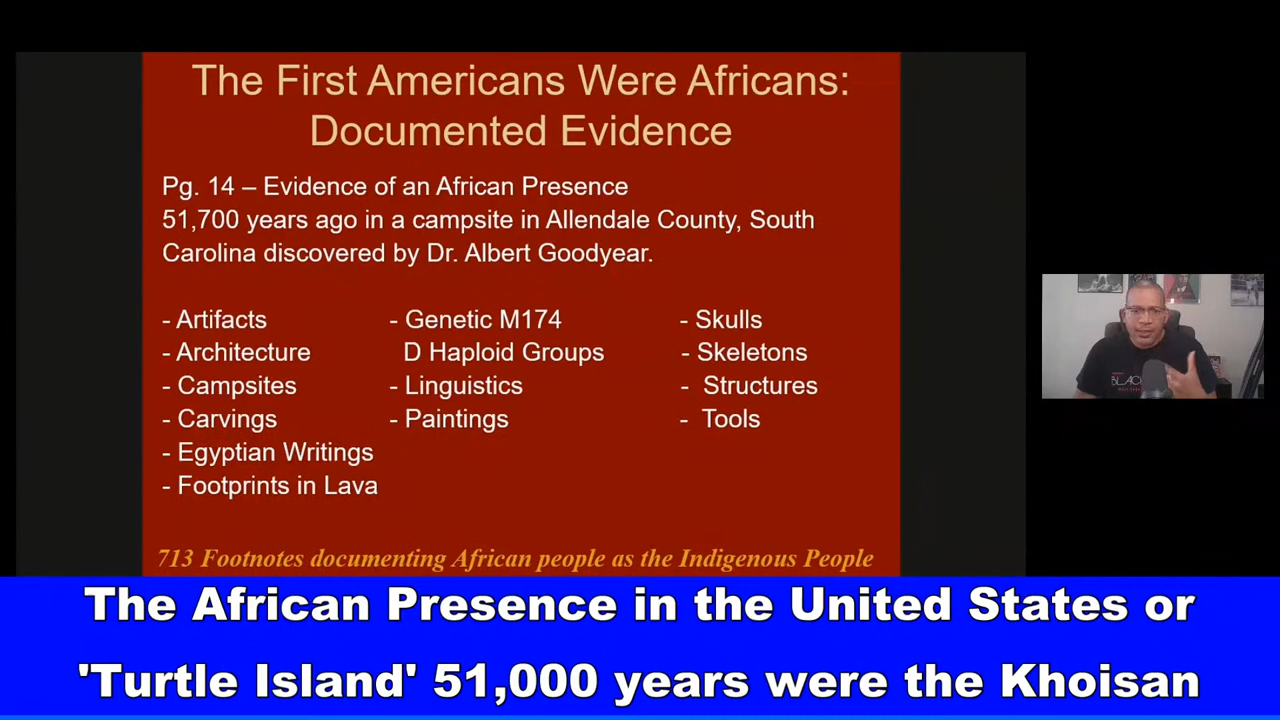 The First Americans Were Africans:
Documented Evidence
Pg. 14 – Evidence of an African Presence
51,700 years ago in a campsite in Allendale County, South
Carolina discovered by Dr. Albert Goodyear.
- Artifacts
- Architecture
- Campsites
- Carvings
- Egyptian Writings
- Footprints in Lava
- Genetic M174
D Haploid Groups
- Linguistics
- Paintings
- Skulls
- Skeletons
- Structures
- Tools
713 Footnotes documenting African people as the Indigenous People
BLAC
The African Presence in the United States or
'Turtle Island' 51,000 years were the Khoisan